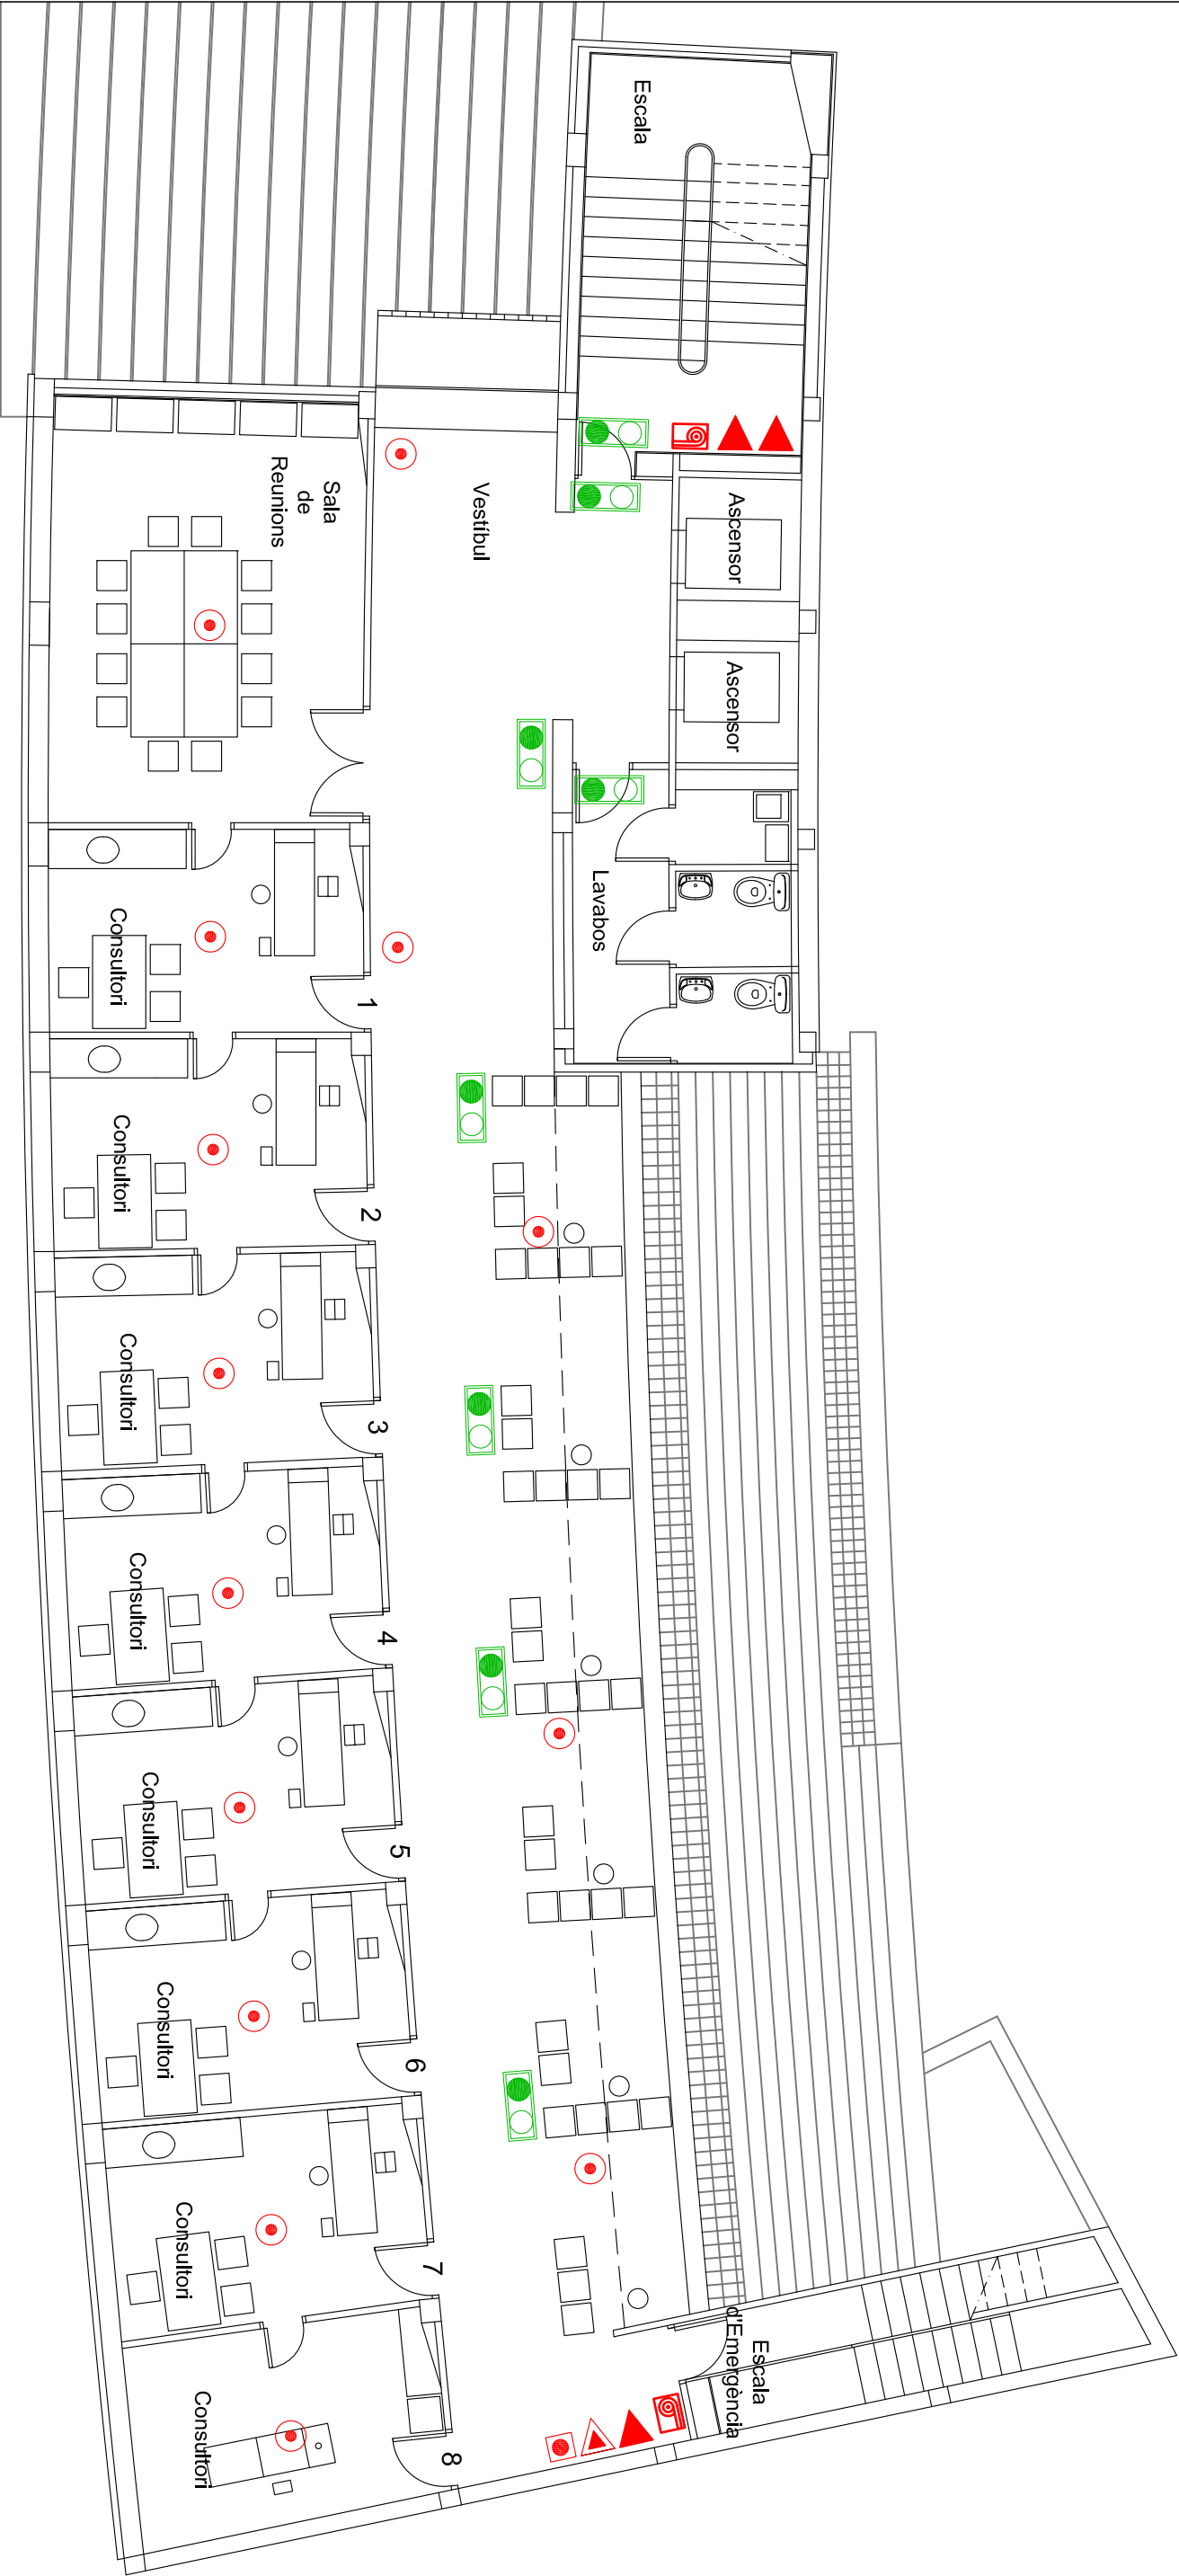 Escala
Ascensor
Ascensor
Vestíbul
Sala
de
Reunions
Lavabos
Consultori
1
Consultori
2
Consultori
3
Consultori
4
Consultori
5
Consultori
6
Consultori
7
Consultori
8
Escala
d'Emergència